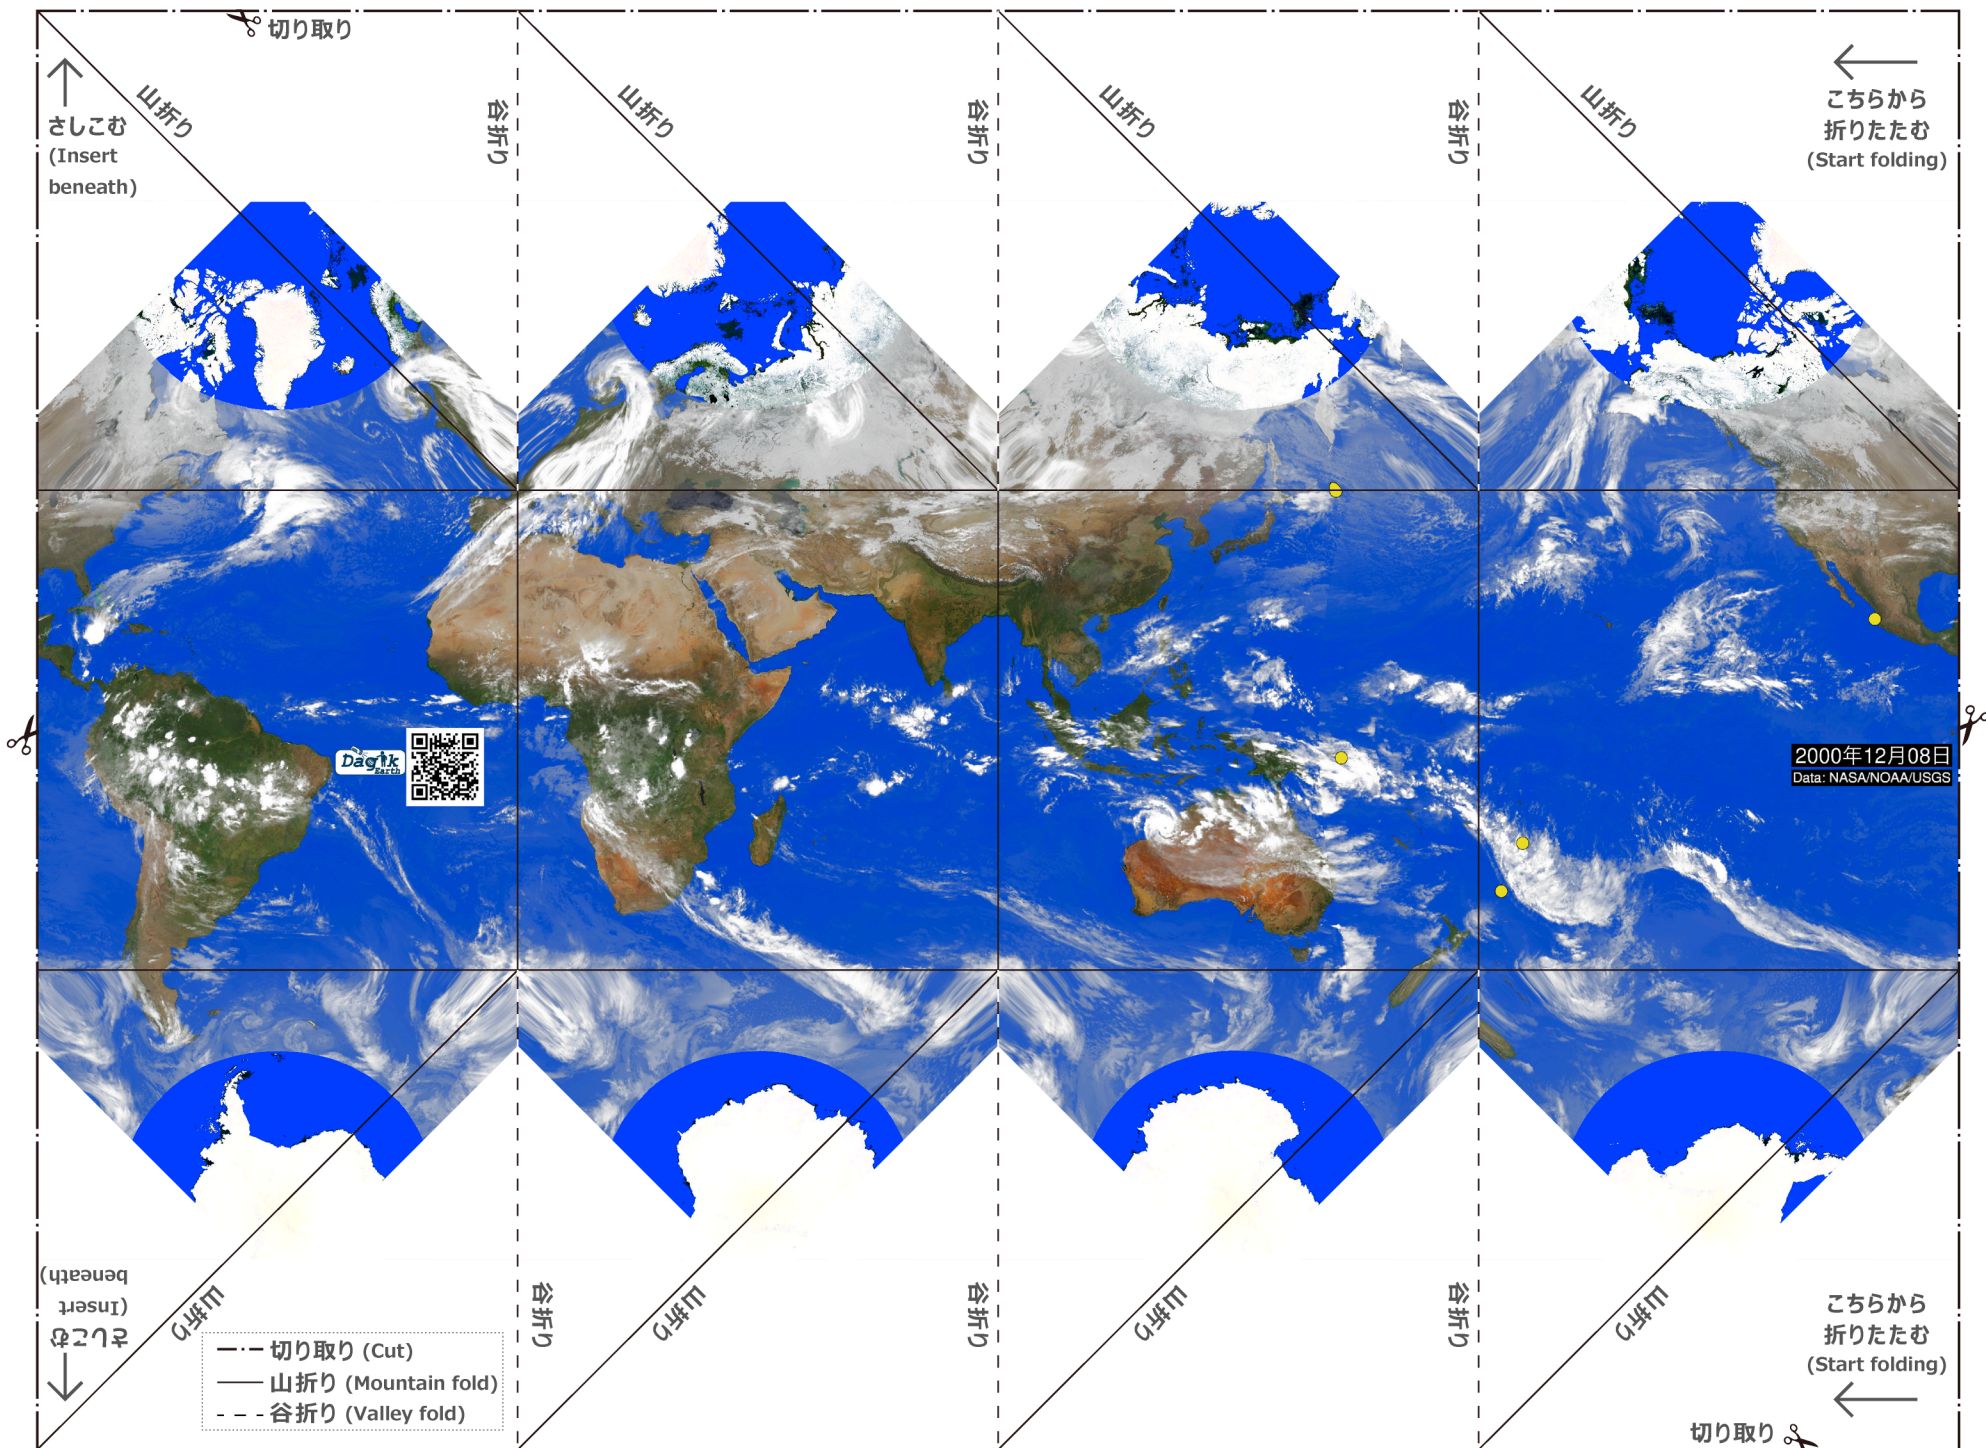 切り取り
さしこむ
(Insert
beneath)
山折り
谷折り
山折り
谷折り
山折り
谷折り
山折り
こちらから
折りたたむ
(Start folding)
Dagik
Earth
2000年12月08日
Data: NASA/NOAA/USGS
さしこむ
(Insert
beneath)
山折り
谷折り
山折り
谷折り
山折り
谷折り
山折り
こちらから
折りたたむ
(Start folding)
切り取り (Cut)
山折り (Mountain fold)
谷折り (Valley fold)
切り取り